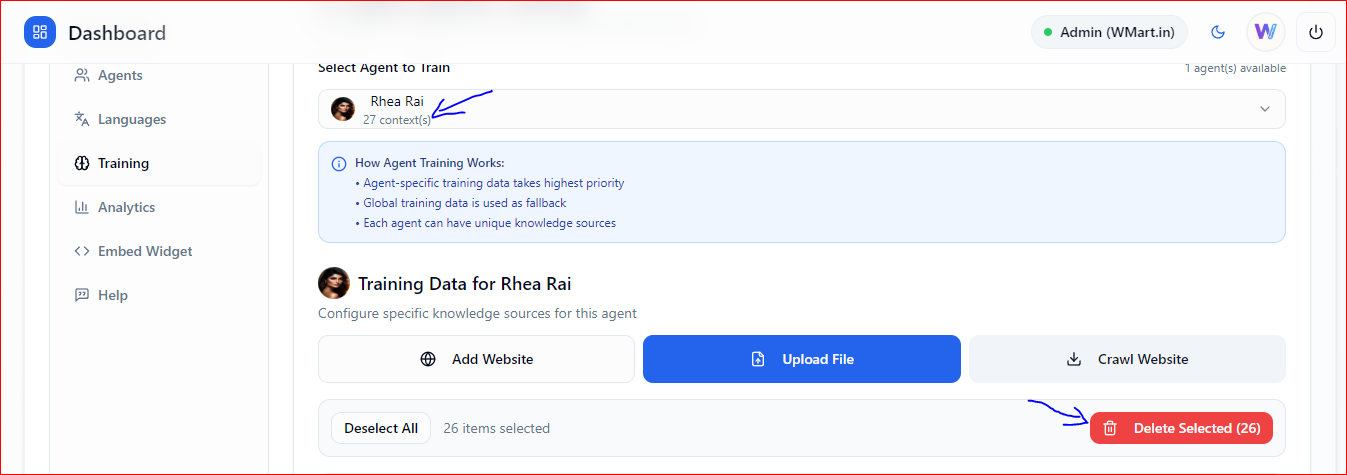 Dashboard
Admin (WMart.in)
W
Agents
Languages
Training
Analytics
Embed Widget
Help
Select Agent to Train
1 agent(s) available
Rhea Rai
27 context(s)
How Agent Training Works:
• Agent-specific training data takes highest priority
• Global training data is used as fallback
• Each agent can have unique knowledge sources
Training Data for Rhea Rai
Configure specific knowledge sources for this agent
Add Website
Upload File
Crawl Website
Deselect All
26 items selected
Delete Selected (26)